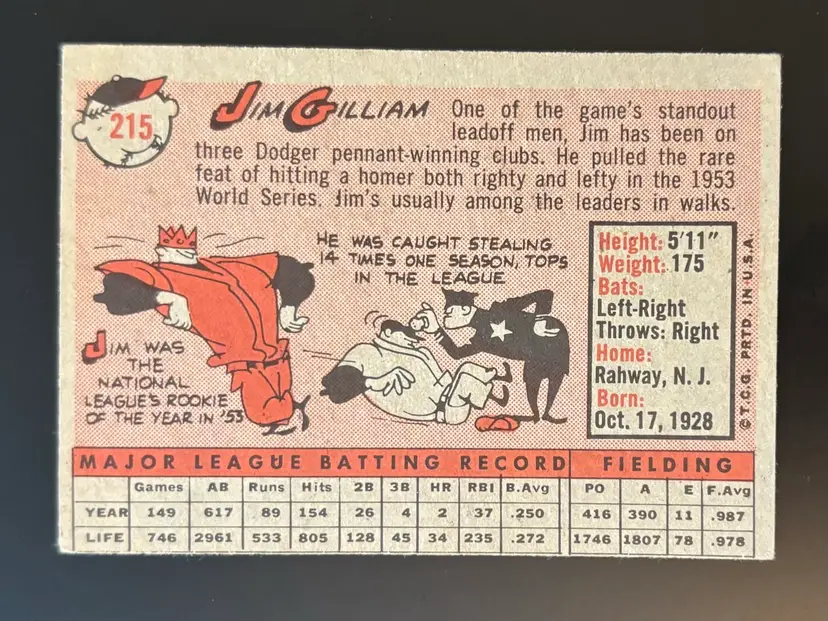 215
JIM GILLIAM
One of the game's standout
leadoff men, Jim has been on
three Dodger pennant-winning clubs. He pulled the rare
feat of hitting a homer both righty and lefty in the 1953
World Series. Jim's usually among the leaders in walks.
HE WAS CAUGHT STEALING
14 TIMES ONE SEASON, TOPS
IN THE LEAGUE
JIM WAS
THE
NATIONAL
LEAGUE'S ROOKIE
OF THE YEAR IN '53
Height: 5'11"
Weight: 175
Bats:
Left-Right
Throws: Right
Home:
Rahway, N. J.
Born:
Oct. 17, 1928
© T.C.G. PRTD. IN U.S.A.
MAJOR LEAGUE BATTING RECORD FIELDING
Games AB Runs Hits 2B 3B HR RBI B.Avg PO A E F.Avg
YEAR 149 617 89 154 26 4 2 37 .250 416 390 11 .987
LIFE 746 2961 533 805 128 45 34 235 .272 1746 1807 78 .978